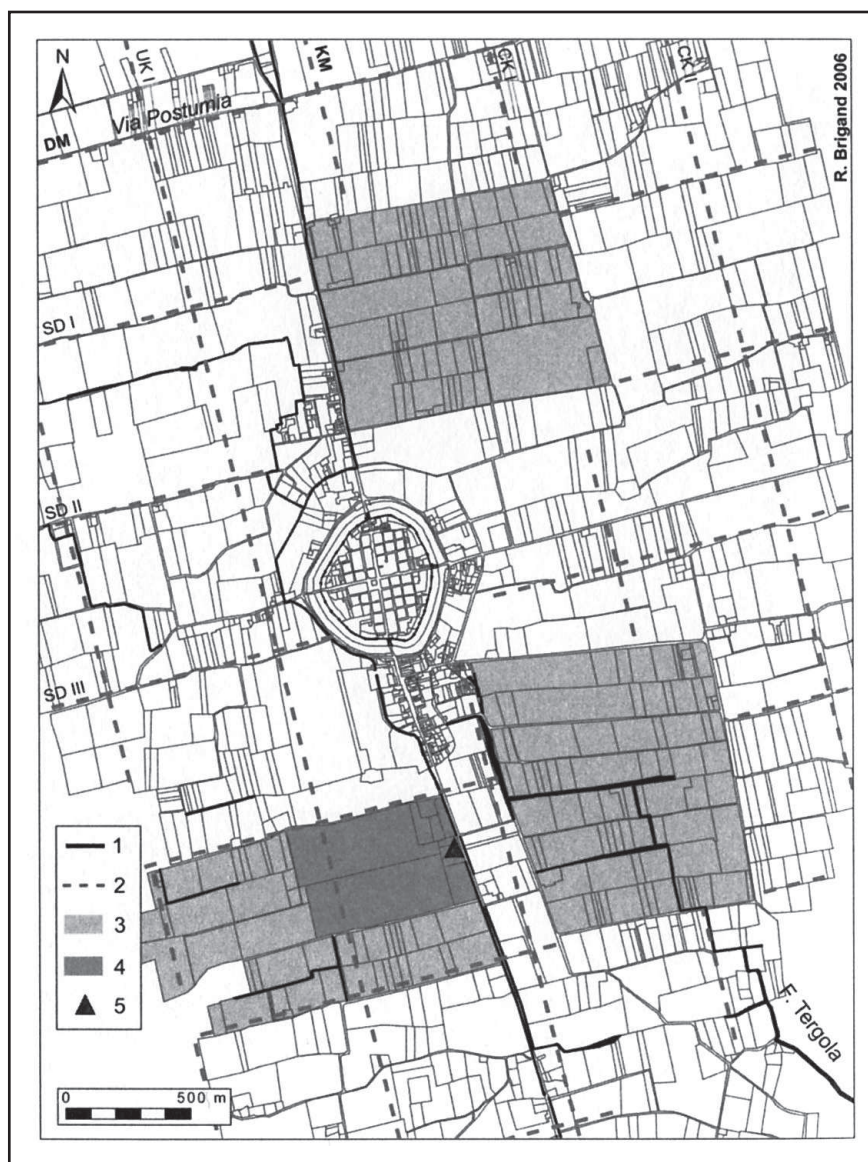 N
UK I
KM
CK I
CK II
R. Brigand 2006
Via Postumia
DM
SD I
SD II
SD III
1
2
3
4
5
F. Tergola
0 500 m